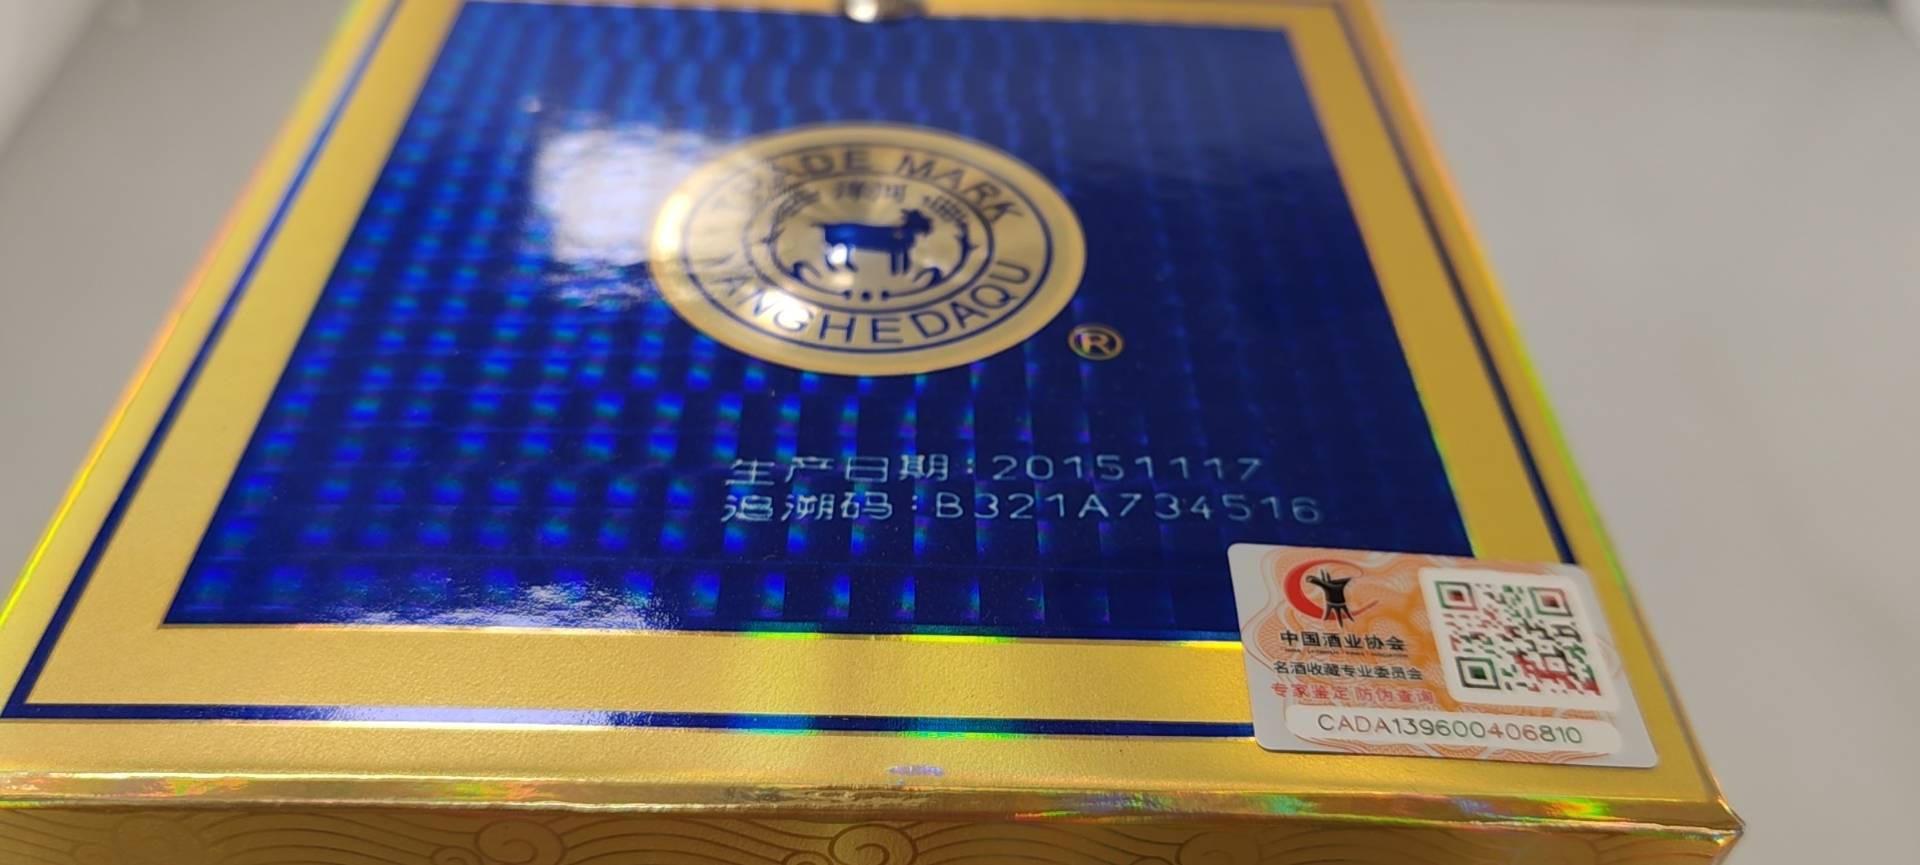 TRADE MARK
洋河
YANGHEDAQU
®
生产日期:20151117
追溯码:B321A734516
中国酒业协会
名酒收藏专业委员会
专家鉴定 防伪查询
CADA139600406810